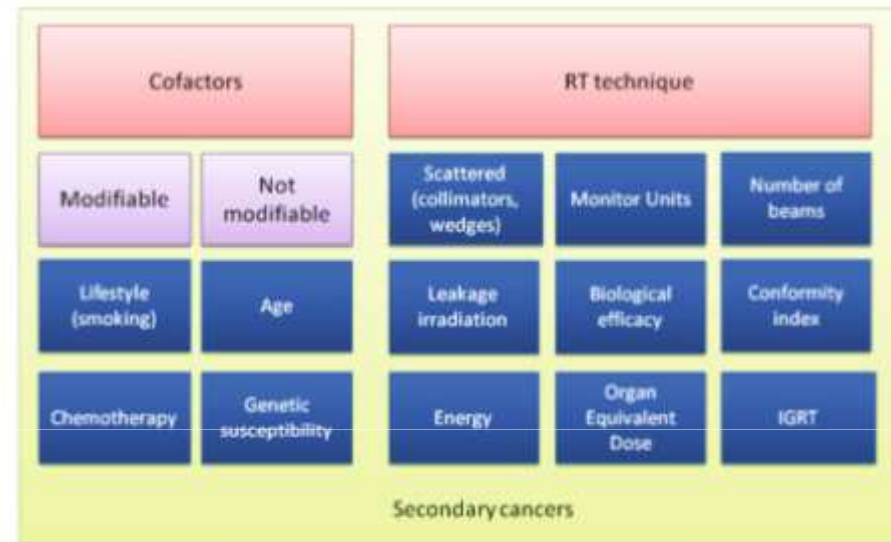 Cofactors
RT technique
Modifiable
Not
modifiable
Scattered
(collimators,
wedges)
Monitor Units
Number of
beams
Lifestyle
(smoking)
Age
Leakage
irradiation
Biological
efficacy
Conformity
index
Chemotherapy
Genetic
susceptibility
Energy
Organ
Equivalent
Dose
IGRT
Secondary cancers